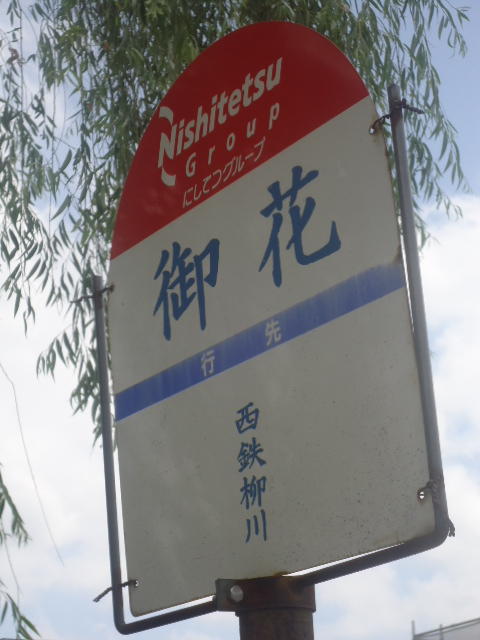 Nishitetsu
Group
にしてつグループ
御花
行先
西鉄柳川